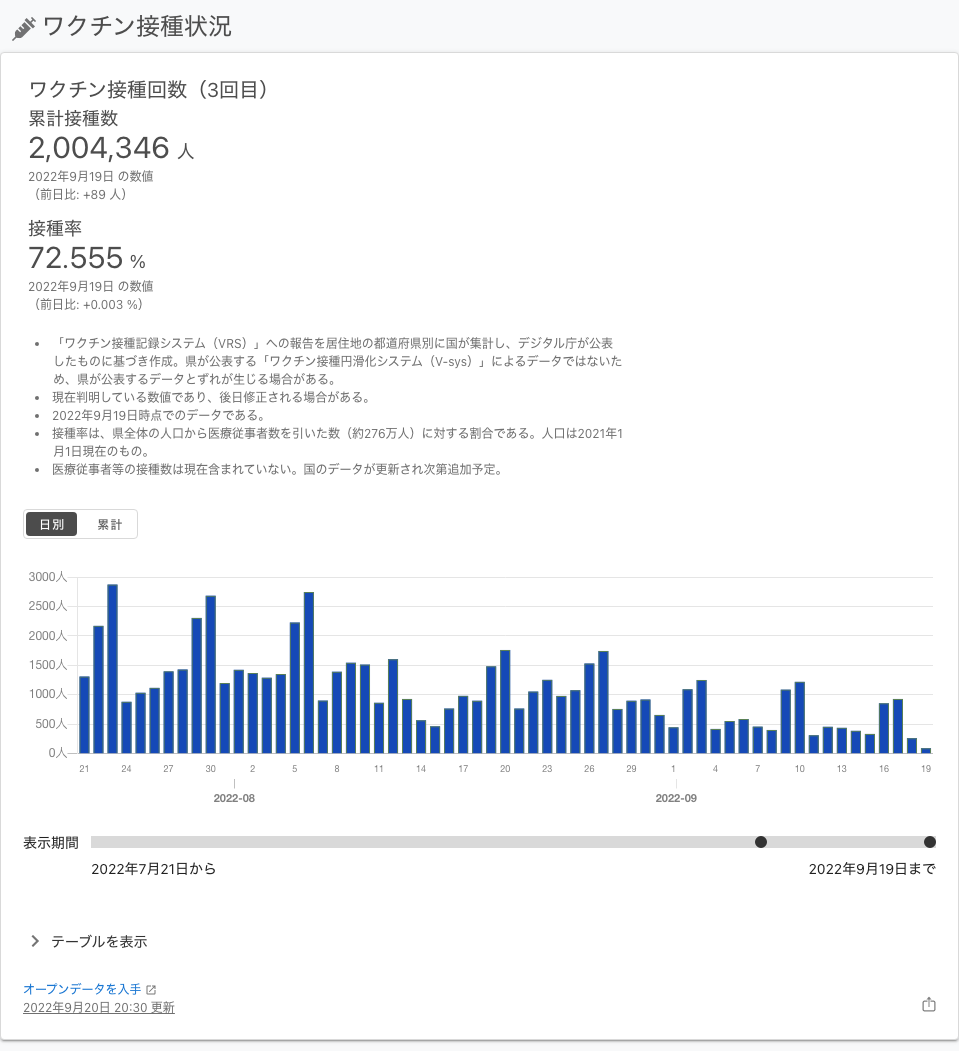 ワクチン接種状況
ワクチン接種回数（3回目）
累計接種数
2,004,346 人
2022年9月19日 の数値
（前日比: +89 人）
接種率
72.555 %
2022年9月19日 の数値
（前日比: +0.003 %）
• 「ワクチン接種記録システム（VRS）」への報告を居住地の都道府県別に国が集計し、デジタル庁が公表
したものに基づき作成。県が公表する「ワクチン接種円滑化システム（V-sys）」によるデータではないた
め、県が公表するデータとずれが生じる場合がある。
• 現在判明している数値であり、後日修正される場合がある。
• 2022年9月19日時点でのデータである。
• 接種率は、県全体の人口から医療従事者数を引いた数（約276万人）に対する割合である。人口は2021年1
月1日現在のもの。
• 医療従事者等の接種数は現在含まれていない。国のデータが更新され次第追加予定。
日別 累計
3000人
2500人
2000人
1500人
1000人
500人
0人
21 24 27 30 2 5 8 11 14 17 20 23 26 29 1 4 7 10 13 16 19
2022-08 2022-09
表示期間
2022年7月21日から 2022年9月19日まで
テーブルを表示
オープンデータを入手
2022年9月20日 20:30 更新